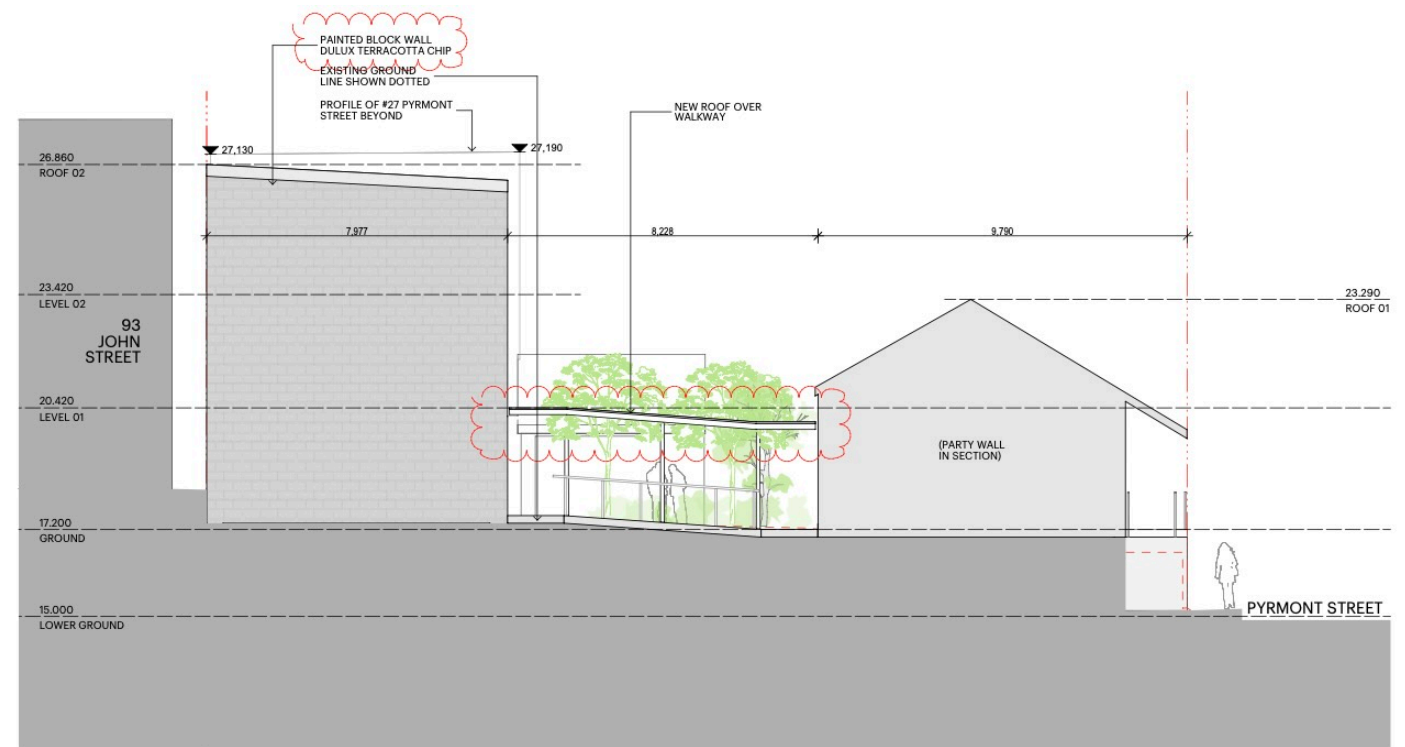 PAINTED BLOCK WALL
DULUX TERRACOTTA CHIP
EXISTING GROUND
LINE SHOWN DOTTED
PROFILE OF #27 PYRMONT
STREET BEYOND
NEW ROOF OVER
WALKWAY
27,130
27,190
26.860
ROOF 02
7,977
8,228
9,790
23.420
LEVEL 02
23.290
ROOF 01
93
JOHN
STREET
20.420
LEVEL 01
(PARTY WALL
IN SECTION)
17.200
GROUND
15.000
LOWER GROUND
PYRMONT STREET